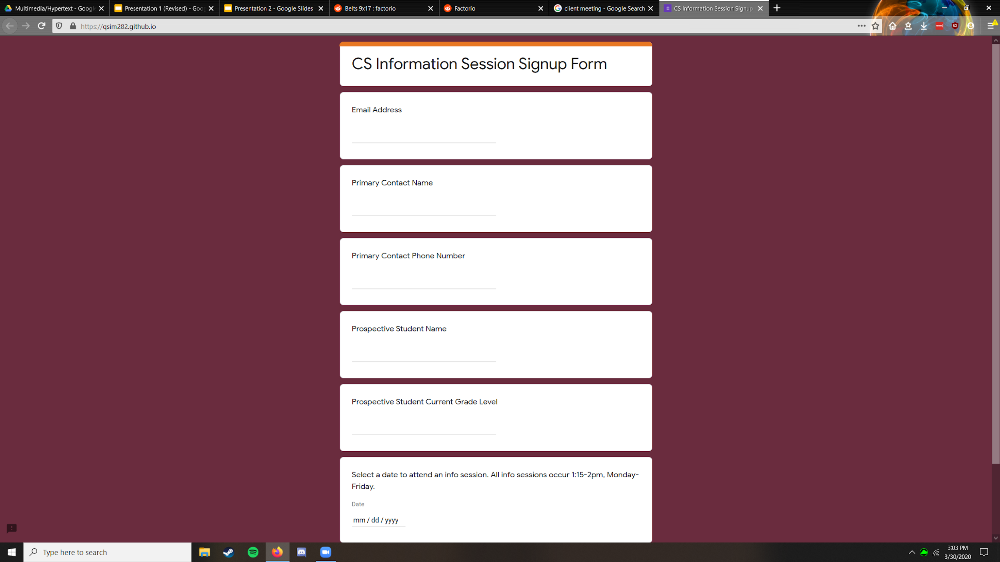 Multimedia/Hypertext - Google
Presentation 1 (Revised) - Goo
Presentation 2 - Google Slides
Belts 9x17 : factorio
Factorio
client meeting - Google Search
CS Information Session Signup
https://qsim282.github.io
CS Information Session Signup Form
Email Address
Primary Contact Name
Primary Contact Phone Number
Prospective Student Name
Prospective Student Current Grade Level
Select a date to attend an info session. All info sessions occur 1:15-2pm, Monday-
Friday.
Date
mm / dd / yyyy
Type here to search
3:03 PM
3/30/2020